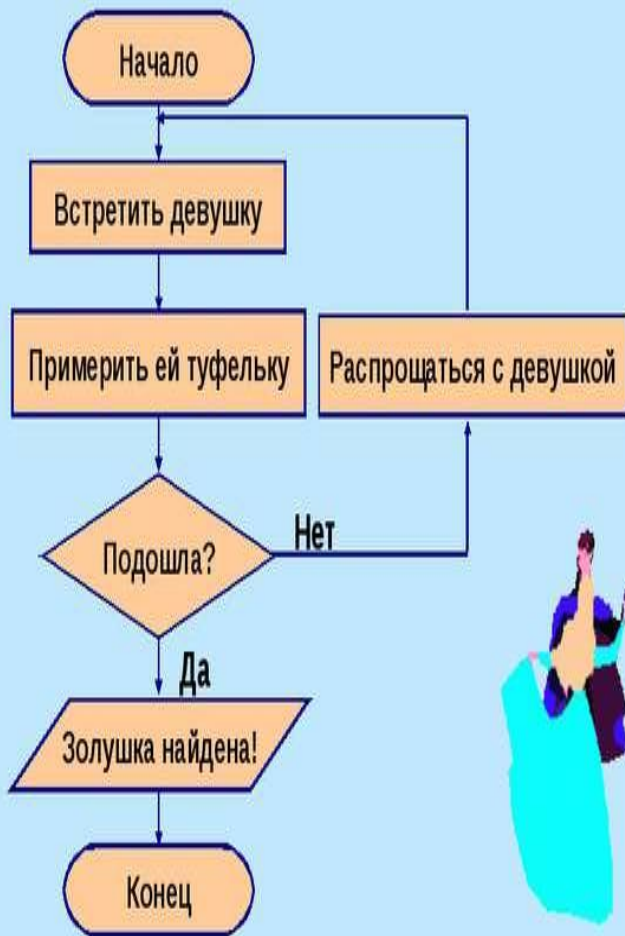 Начало
Встретить девушку
Примерить ей туфельку
Распрощаться с девушкой
Подошла?
Нет
Да
Золушка найдена!
Конец